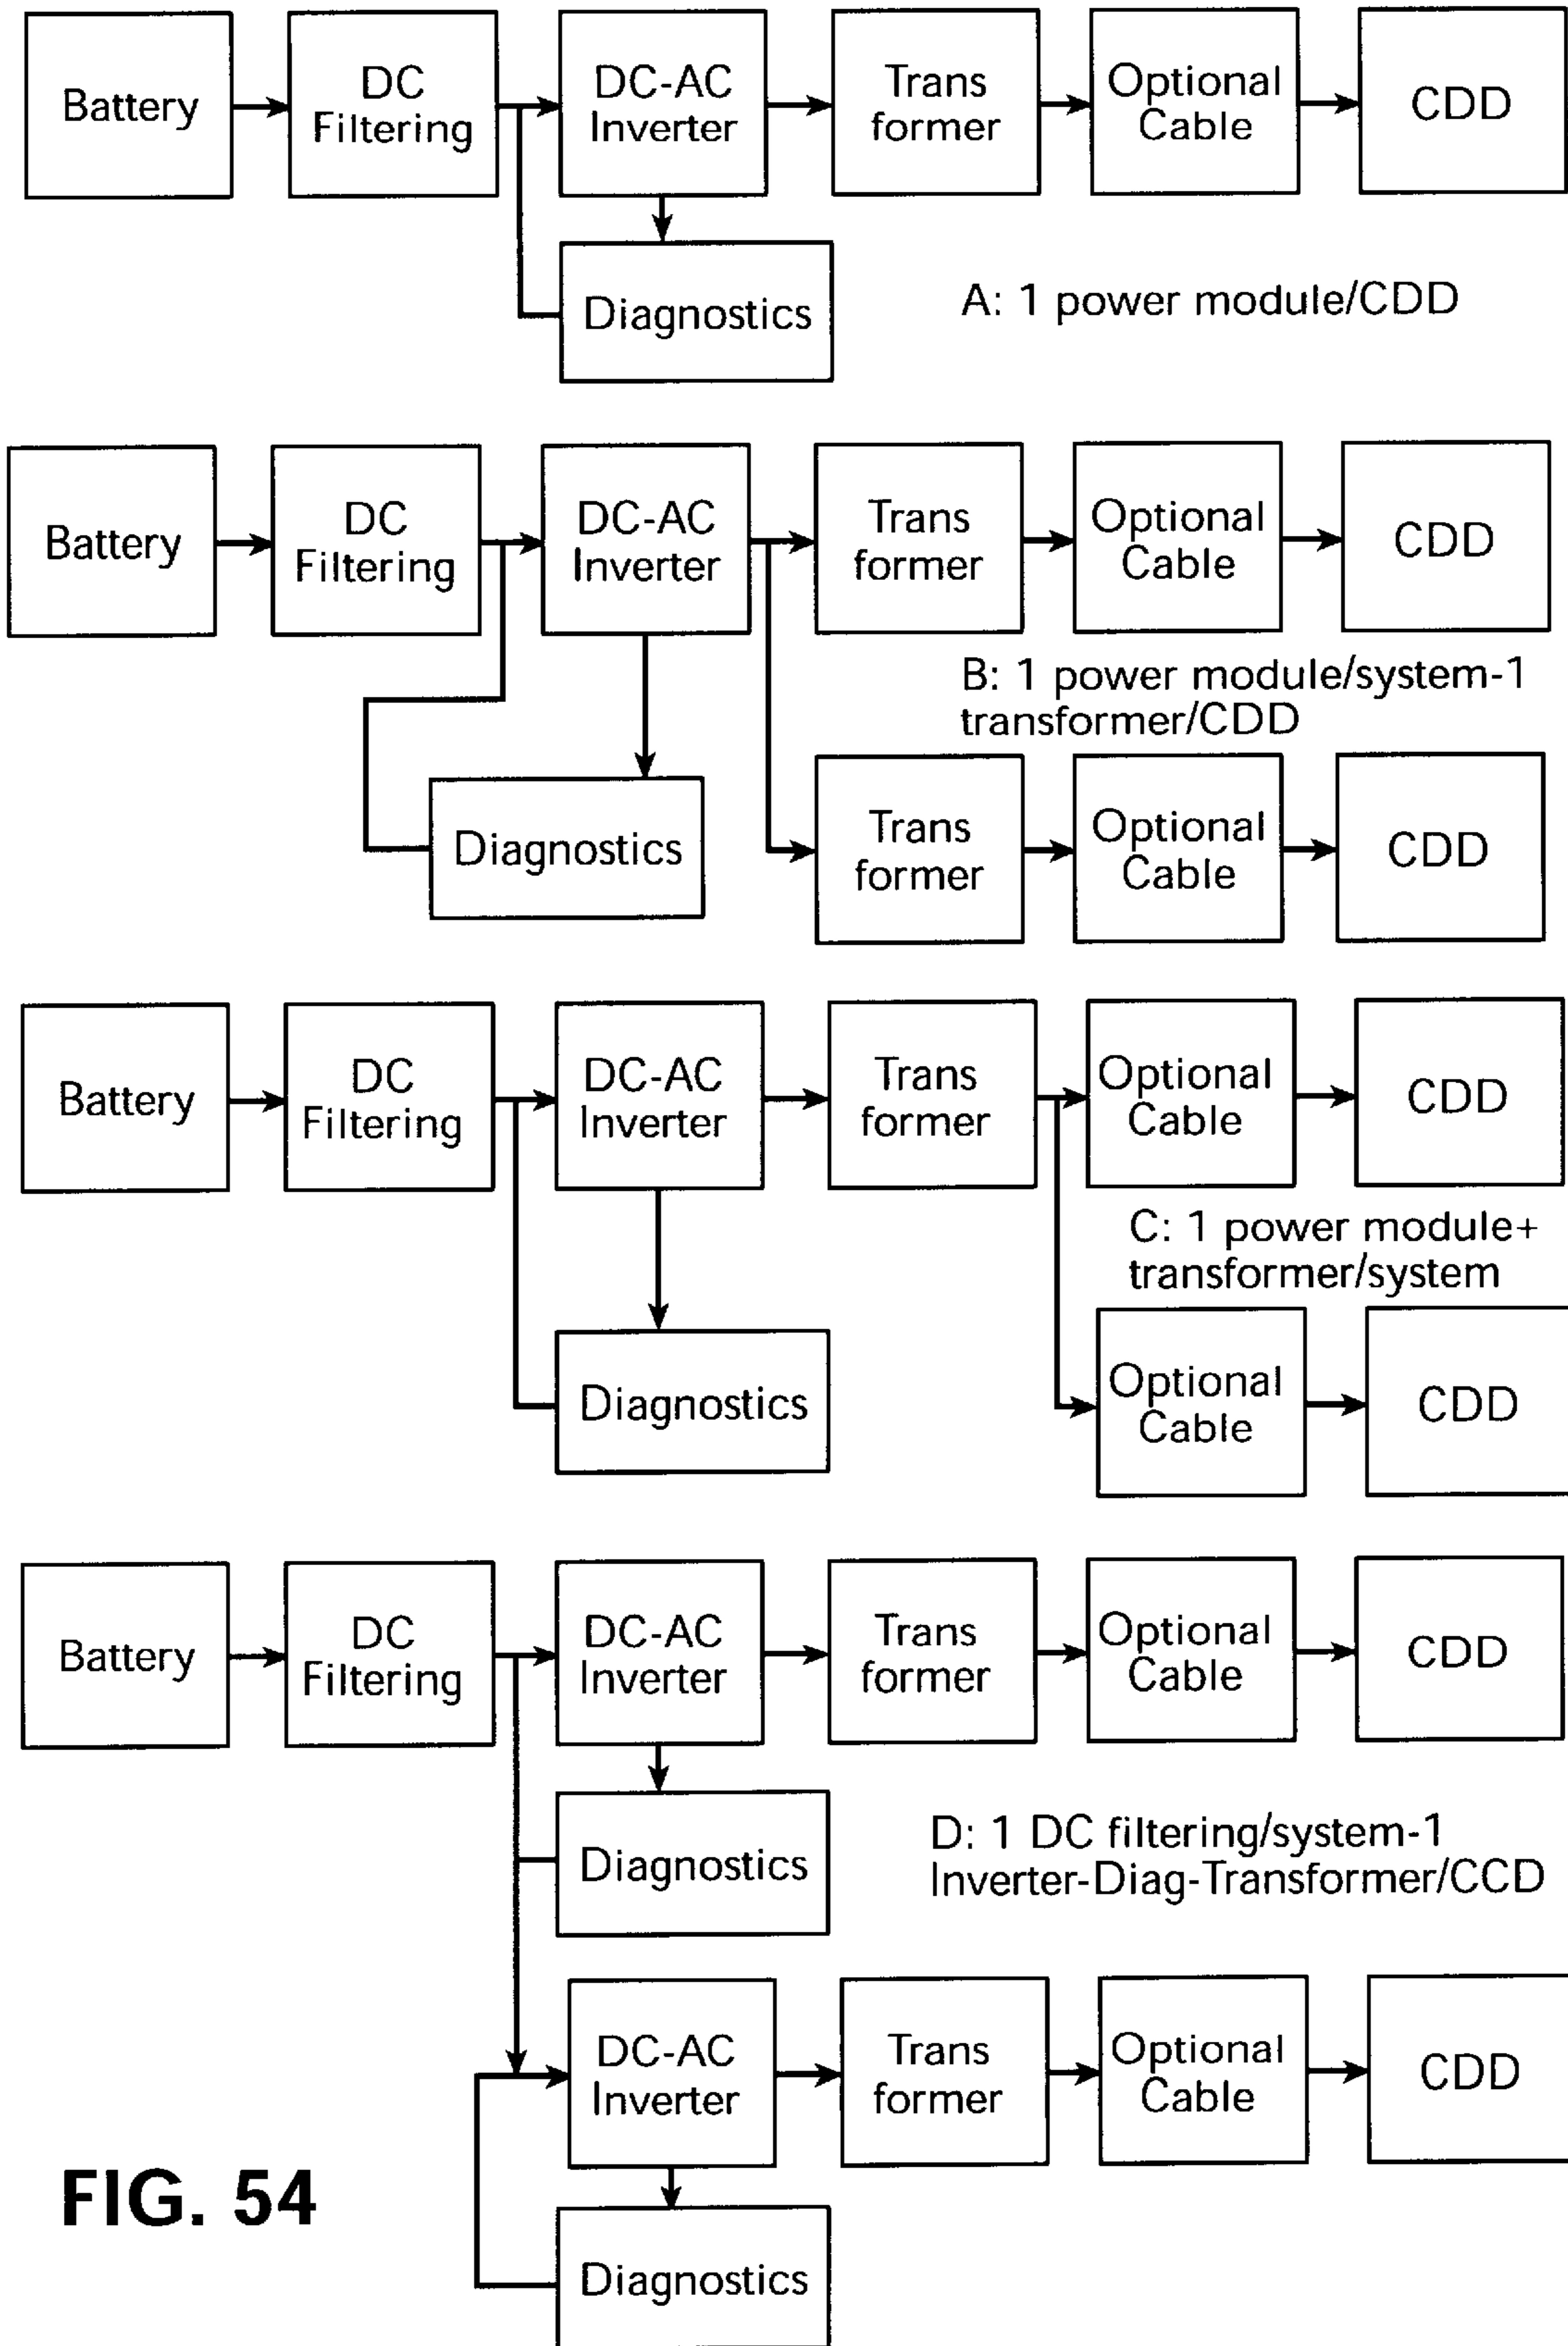 Battery
DC
Filtering
DC-AC
Inverter
Trans
former
Optional
Cable
CDD
Diagnostics
A: 1 power module/CDD
Battery
DC
Filtering
DC-AC
Inverter
Trans
former
Optional
Cable
CDD
B: 1 power module/system-1
transformer/CDD
Diagnostics
Trans
former
Optional
Cable
CDD
Battery
DC
Filtering
DC-AC
Inverter
Trans
former
Optional
Cable
CDD
C: 1 power module+
transformer/system
Diagnostics
Optional
Cable
CDD
Battery
DC
Filtering
DC-AC
Inverter
Trans
former
Optional
Cable
CDD
Diagnostics
D: 1 DC filtering/system-1
Inverter-Diag-Transformer/CCD
DC-AC
Inverter
Trans
former
Optional
Cable
CDD
Diagnostics
FIG. 54